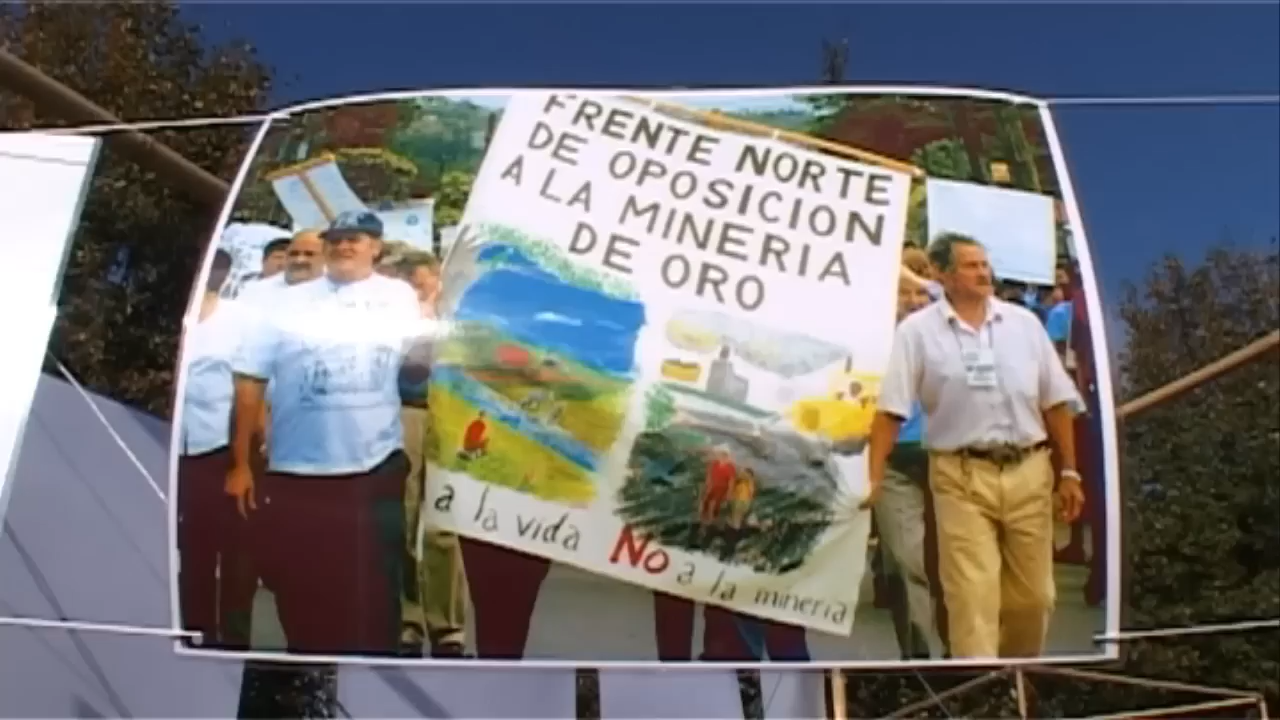 FRENTE NORTE
DE OPOSICION
A LA MINERIA
DE ORO
a la vida No a la mineria